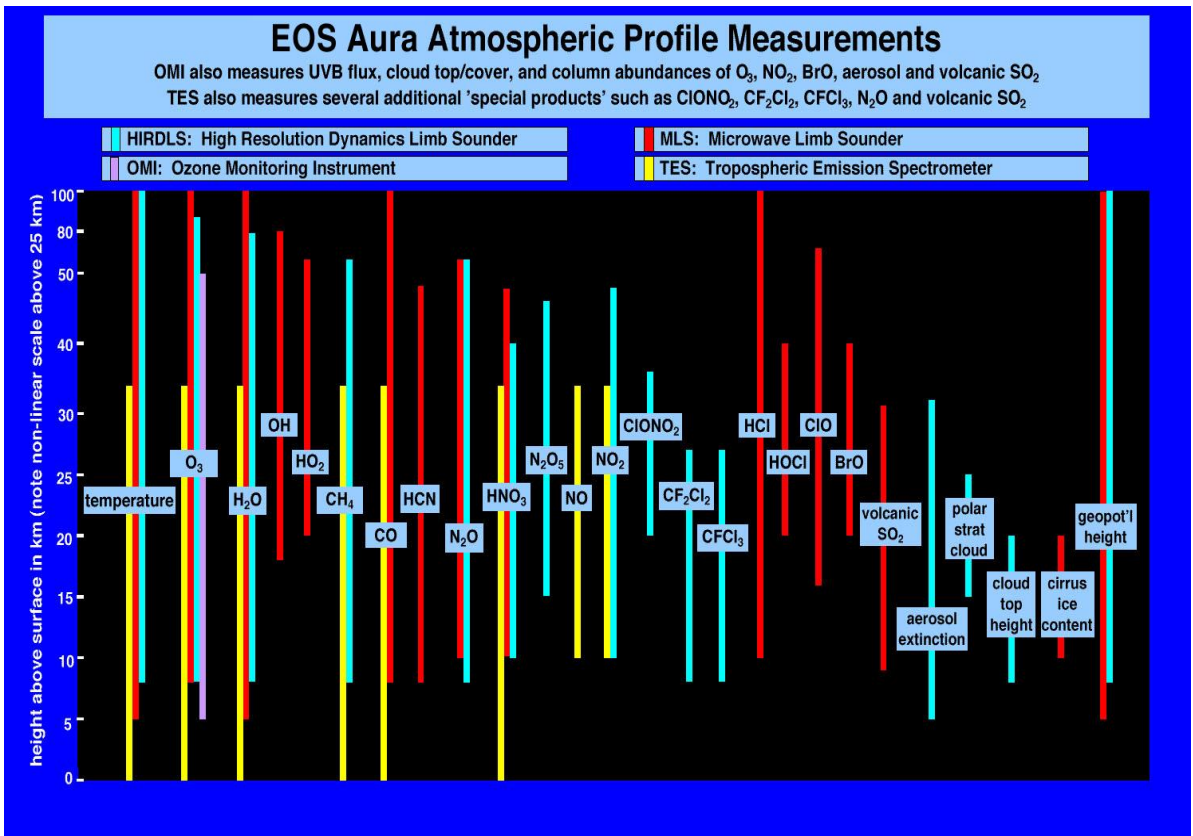 EOS Aura Atmospheric Profile Measurements
OMI also measures UVB flux, cloud top/cover, and column abundances of O₃, NO₂, BrO, aerosol and volcanic SO₂
TES also measures several additional 'special products' such as ClONO₂, CF₂Cl₂, CFCl₃, N₂O and volcanic SO₂
HIRDLS: High Resolution Dynamics Limb Sounder
MLS: Microwave Limb Sounder
OMI: Ozone Monitoring Instrument
TES: Tropospheric Emission Spectrometer
height above surface in km (note non-linear scale above 25 km)
100
80
50
40
30
25
20
15
10
5
0
temperature
O₃
H₂O
OH
HO₂
CH₄
CO
HCN
N₂O
HNO₃
N₂O₅
NO
NO₂
ClONO₂
CF₂Cl₂
CFCl₃
HCl
HOCl
ClO
BrO
volcanic
SO₂
aerosol
extinction
polar
strat
cloud
cloud
top
height
cirrus
ice
content
geopot'l
height